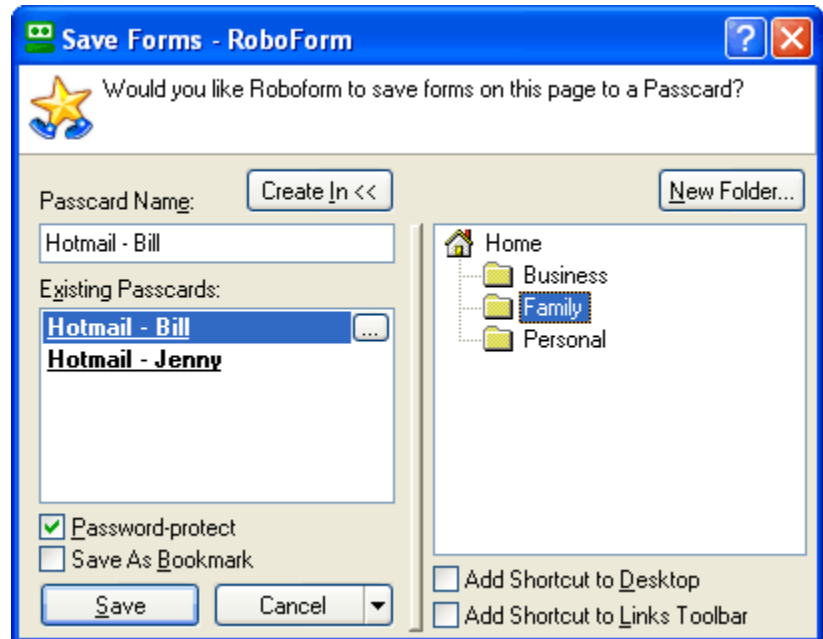 Save Forms - RoboForm
?
X
Would you like Roboform to save forms on this page to a Passcard?
Passcard Name:
Create In <<
New Folder...
Hotmail - Bill
Existing Passcards:
Hotmail - Bill
...
Hotmail - Jenny
Home
Business
Family
Personal
Password-protect
Save As Bookmark
Save
Cancel
Add Shortcut to Desktop
Add Shortcut to Links Toolbar